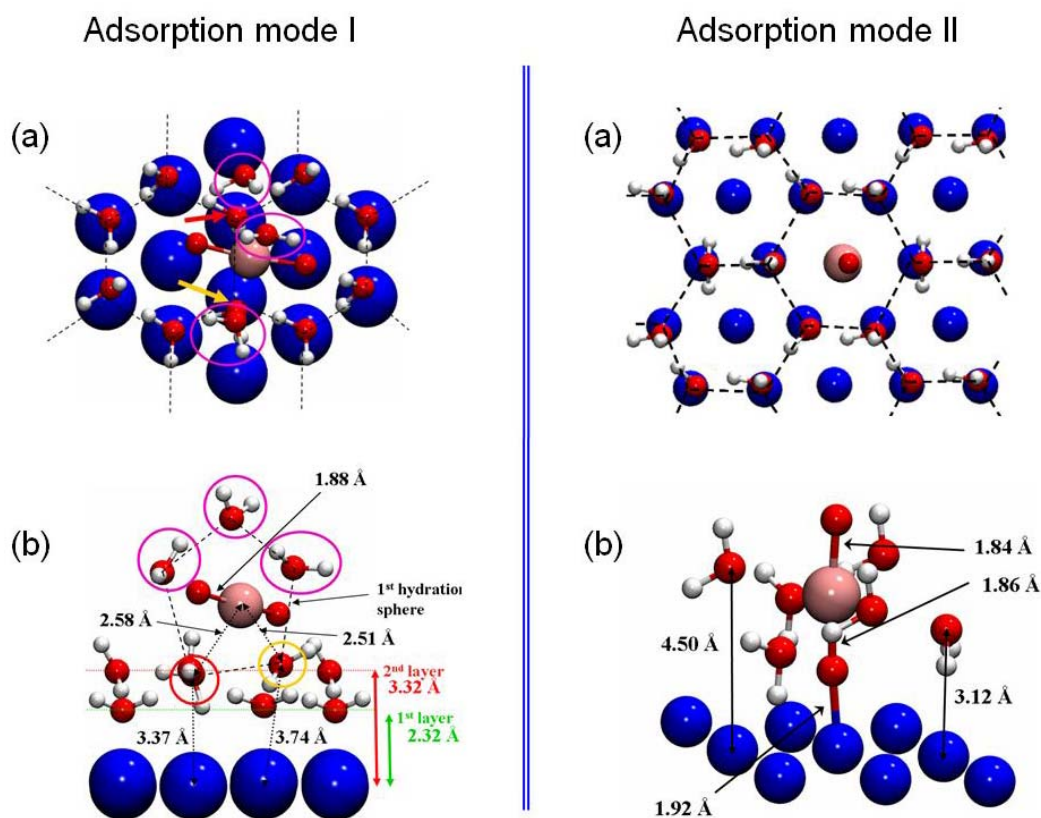 Adsorption mode I
Adsorption mode II
(a)
(a)
(b)
1.88 Å
1st hydration
sphere
2.58 Å
2.51 Å
2nd layer
3.32 Å
1st layer
2.32 Å
3.37 Å
3.74 Å
(b)
1.84 Å
1.86 Å
4.50 Å
3.12 Å
1.92 Å